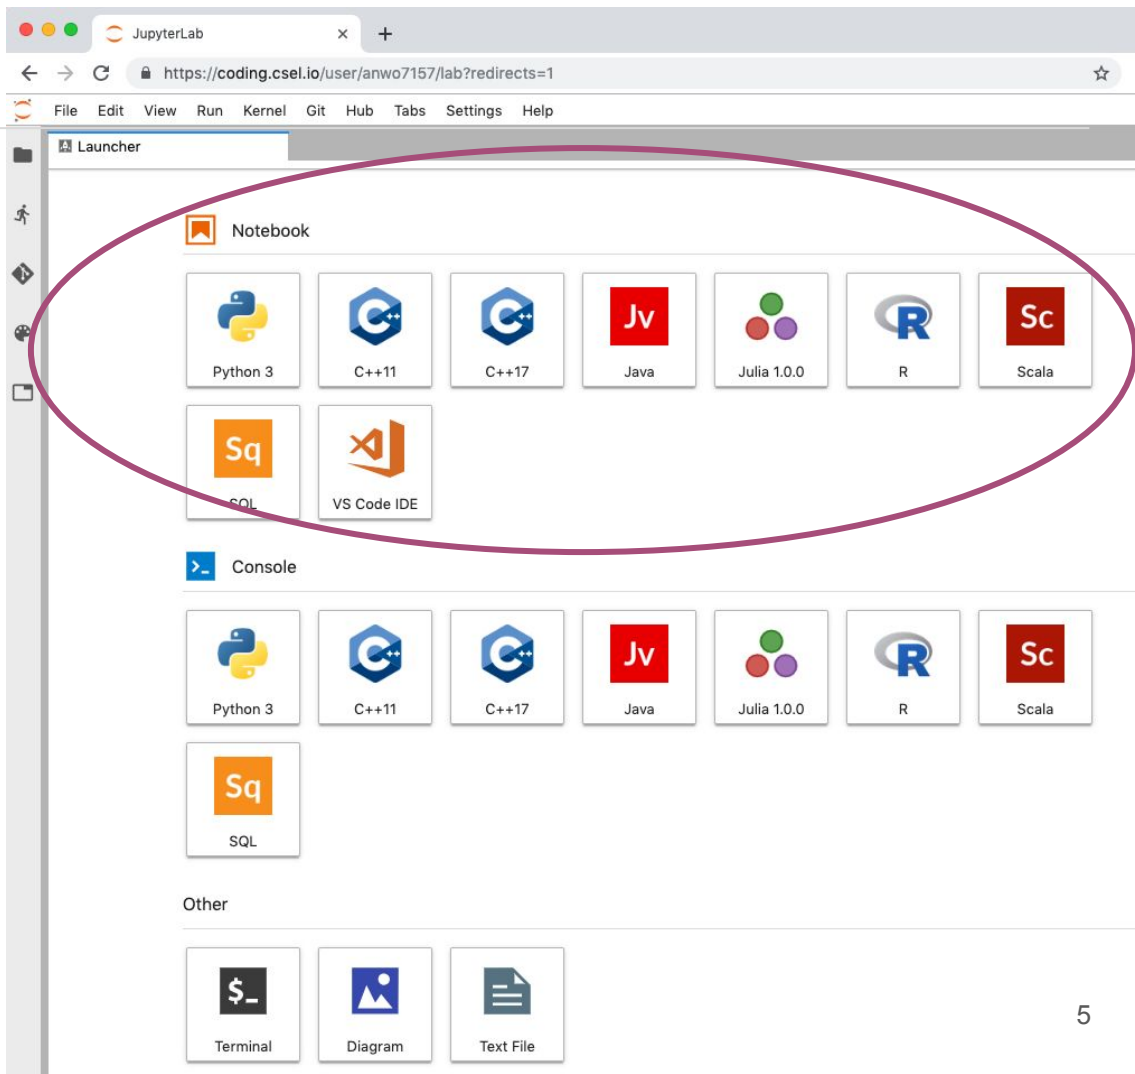 JupyterLab
https://coding.csel.io/user/anwo7157/lab?redirects=1
File Edit View Run Kernel Git Hub Tabs Settings Help
Launcher
Notebook
C++ C++ Jv R Sc
Python 3 C++11 C++17 Java Julia 1.0.0 R Scala
Sq
SQL VS Code IDE
>_ Console
C++ C++ Jv R Sc
Python 3 C++11 C++17 Java Julia 1.0.0 R Scala
Sq
SQL
Other
$_
Terminal Diagram Text File
5